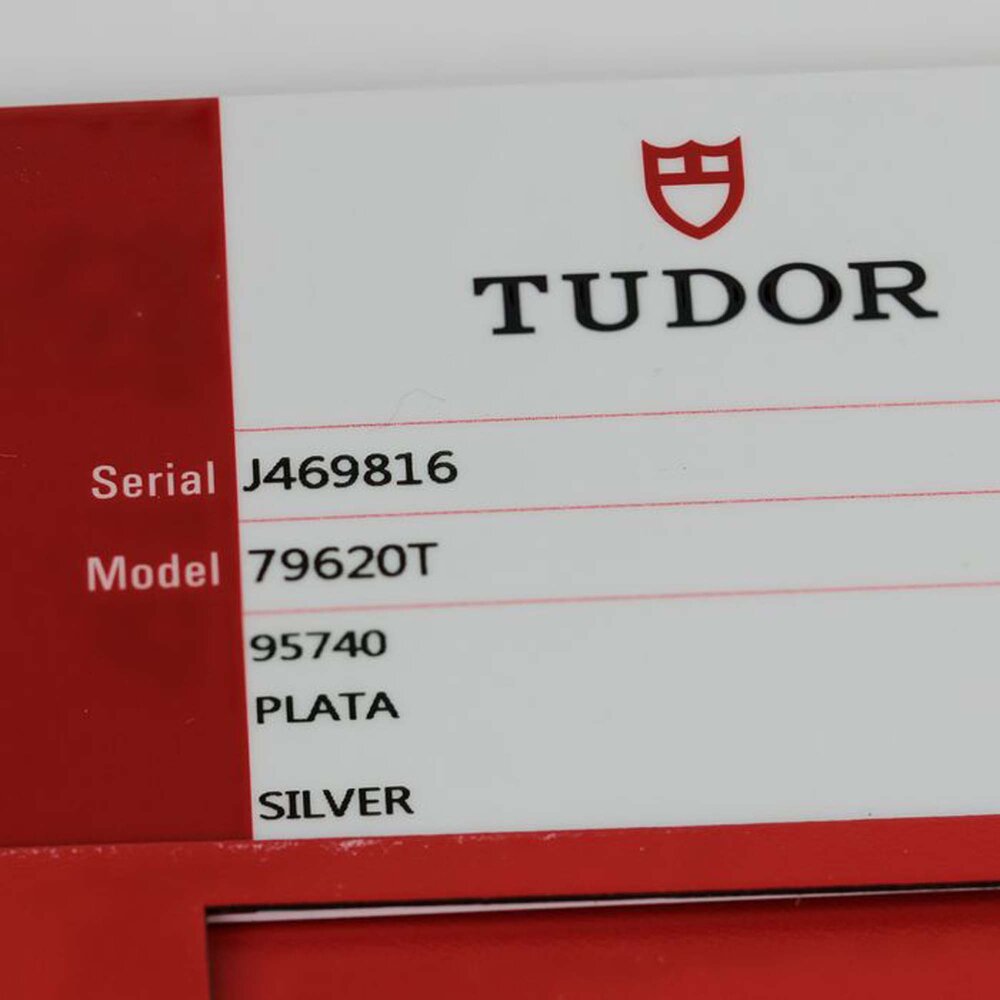 TUDOR
Serial J469816
Model 79620T
95740
PLATA
SILVER